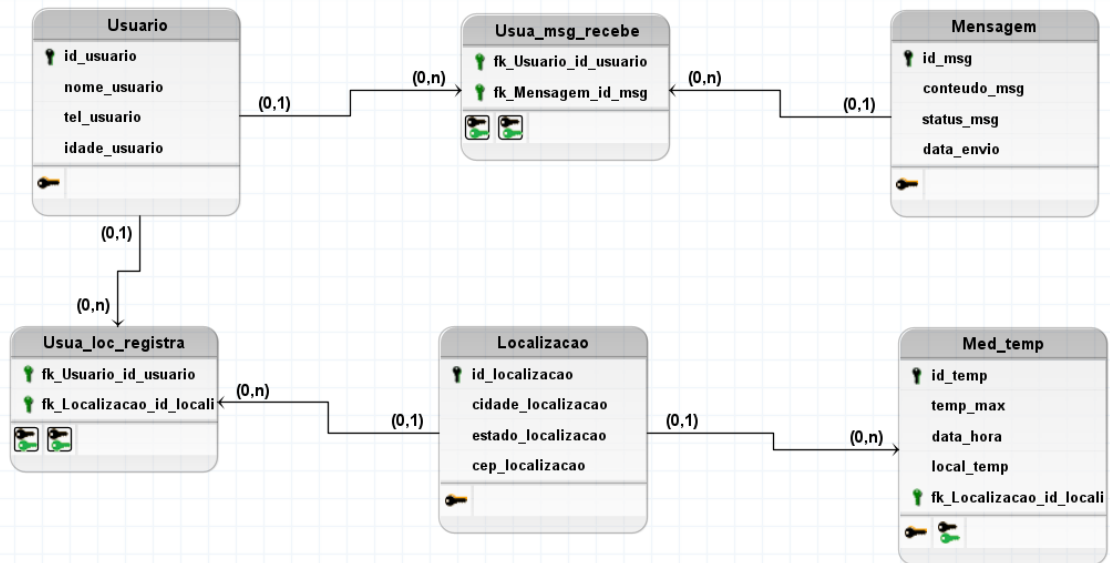 Usuario
id_usuario
nome_usuario
tel_usuario
idade_usuario
(0,1)
(0,n)
Usua_msg_recebe
fk_Usuario_id_usuario
fk_Mensagem_id_msg
(0,n)
(0,1)
Mensagem
id_msg
conteudo_msg
status_msg
data_envio
(0,1)
(0,n)
Usua_loc_registra
fk_Usuario_id_usuario
fk_Localizacao_id_locali
(0,n)
(0,1)
Localizacao
id_localizacao
cidade_localizacao
estado_localizacao
cep_localizacao
(0,1)
(0,n)
Med_temp
id_temp
temp_max
data_hora
local_temp
fk_Localizacao_id_locali